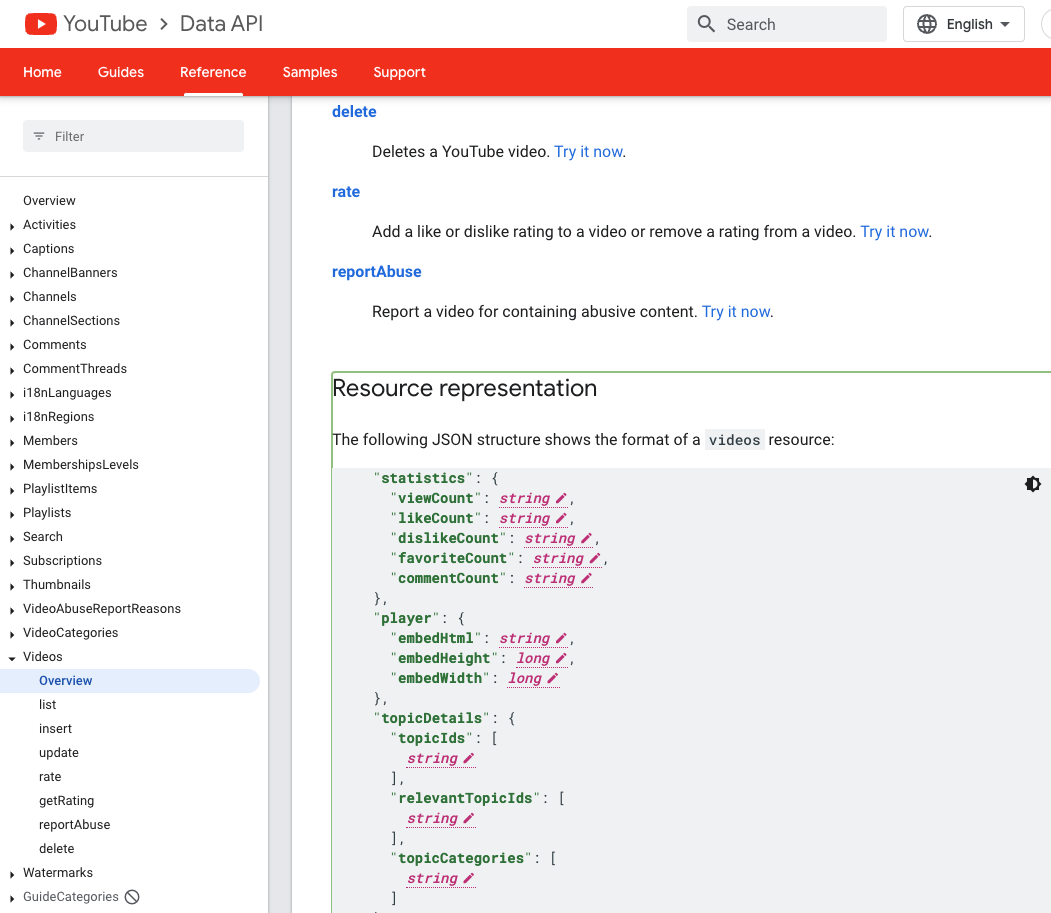 YouTube > Data API
Search
English
Home
Guides
Reference
Samples
Support
Filter
Overview
Activities
Captions
ChannelBanners
Channels
ChannelSections
Comments
CommentThreads
i18nLanguages
i18nRegions
Members
MembershipsLevels
PlaylistItems
Playlists
Search
Subscriptions
Thumbnails
VideoAbuseReportReasons
VideoCategories
Videos
Overview
list
insert
update
rate
getRating
reportAbuse
delete
Watermarks
GuideCategories
delete
Deletes a YouTube video. Try it now.
rate
Add a like or dislike rating to a video or remove a rating from a video. Try it now.
reportAbuse
Report a video for containing abusive content. Try it now.
Resource representation
The following JSON structure shows the format of a videos resource:
"statistics": {
"viewCount": string,
"likeCount": string,
"dislikeCount": string,
"favoriteCount": string,
"commentCount": string
},
"player": {
"embedHtml": string,
"embedHeight": long,
"embedWidth": long
},
"topicDetails": {
"topicIds": [
string
],
"relevantTopicIds": [
string
],
"topicCategories": [
string
]